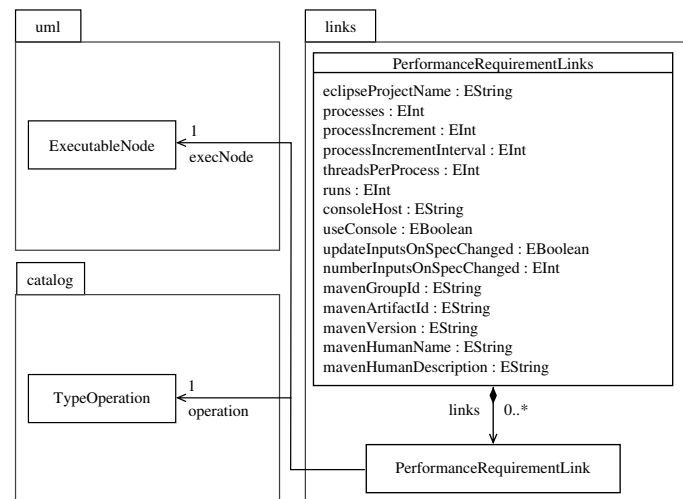 uml
ExecutableNode
1
execNode
catalog
TypeOperation
1
operation
links
PerformanceRequirementLinks
eclipseProjectName : EString
processes : EInt
processIncrement : EInt
processIncrementInterval : EInt
threadsPerProcess : EInt
runs : EInt
consoleHost : EString
useConsole : EBoolean
updateInputsOnSpecChanged : EBoolean
numberInputsOnSpecChanged : EInt
mavenGroupId : EString
mavenArtifactId : EString
mavenVersion : EString
mavenHumanName : EString
mavenHumanDescription : EString
links 0..*
PerformanceRequirementLink